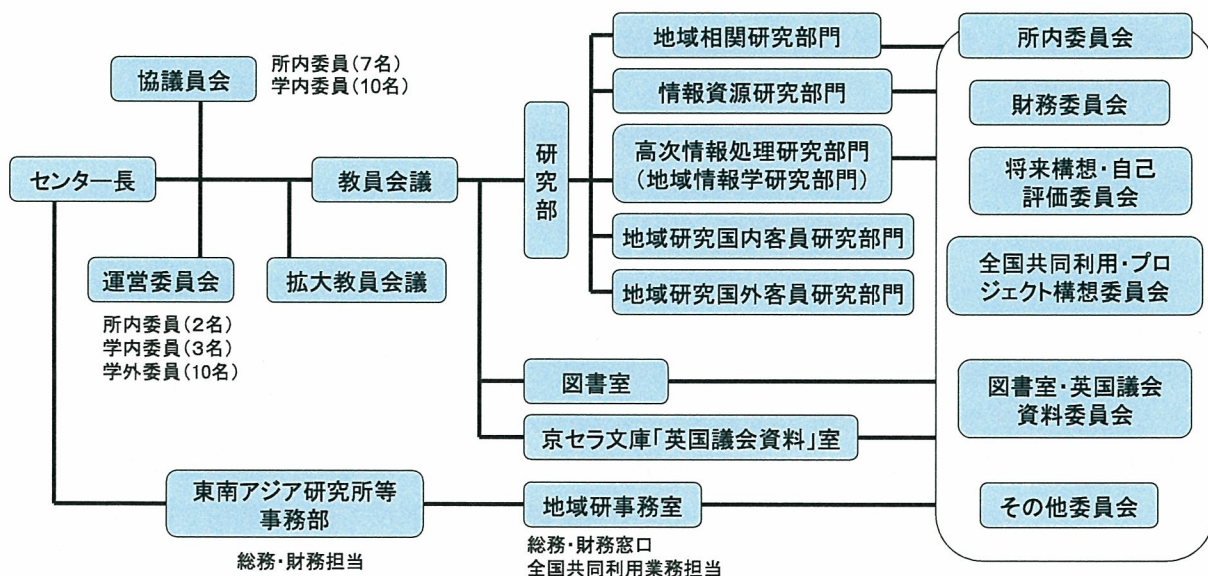 協議員会
所内委員(7名)
学内委員(10名)
センター長
教員会議
運営委員会
拡大教員会議
所内委員(2名)
学内委員(3名)
学外委員(10名)
研究部
地域相関研究部門
情報資源研究部門
高次情報処理研究部門
(地域情報学研究部門)
地域研究国内客員研究部門
地域研究国外客員研究部門
図書室
京セラ文庫「英国議会資料」室
東南アジア研究所等
事務部
総務・財務担当
地域研事務室
総務・財務窓口
全国共同利用業務担当
所内委員会
財務委員会
将来構想・自己
評価委員会
全国共同利用・プロ
ジェクト構想委員会
図書室・英国議会
資料委員会
その他委員会